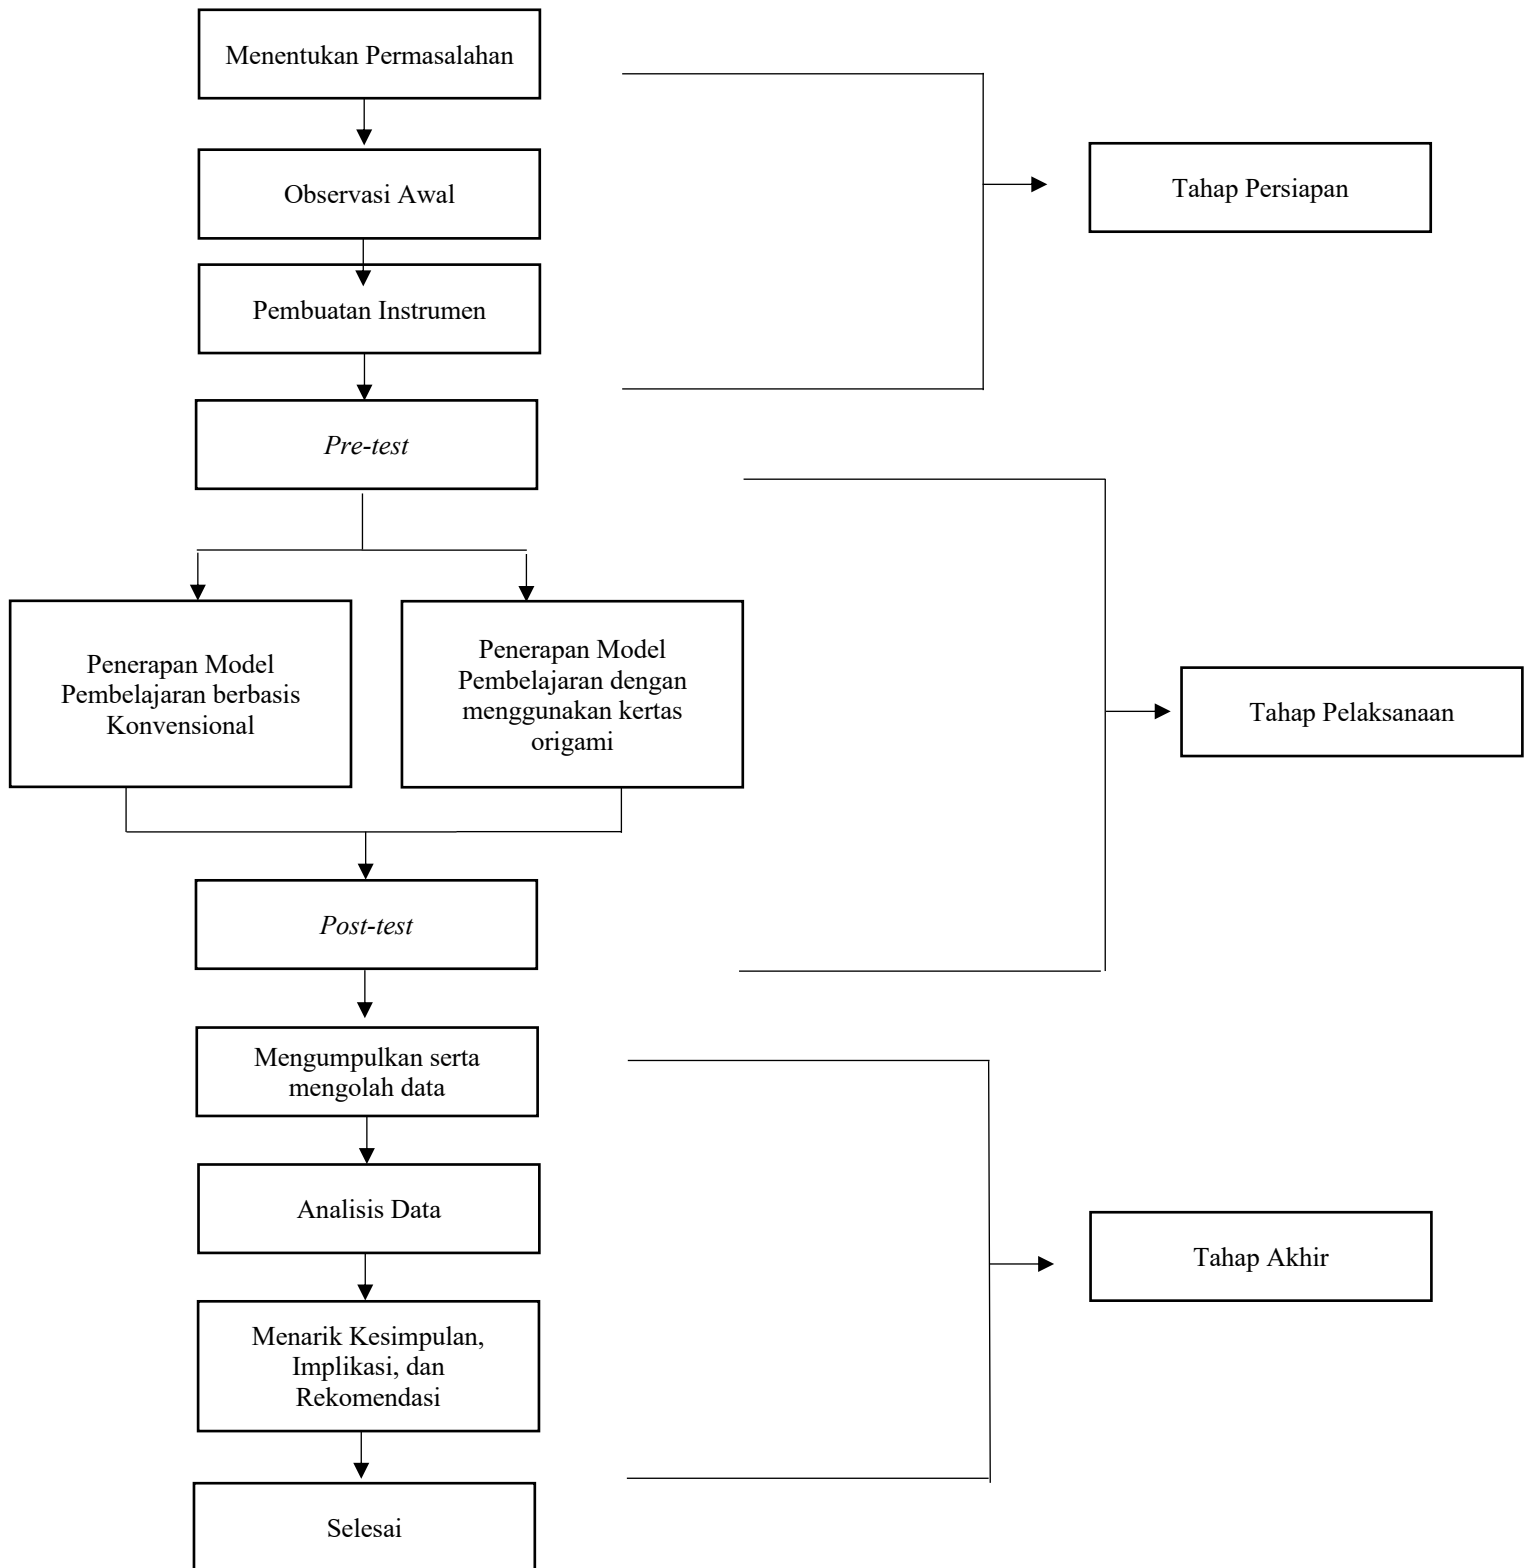 Menentukan Permasalahan
Observasi Awal
Tahap Persiapan
Pembuatan Instrumen
Pre-test
Penerapan Model
Pembelajaran berbasis
Konvensional
Penerapan Model
Pembelajaran dengan
menggunakan kertas
origami
Tahap Pelaksanaan
Post-test
Mengumpulkan serta
mengolah data
Analisis Data
Tahap Akhir
Menarik Kesimpulan,
Implikasi, dan
Rekomendasi
Selesai